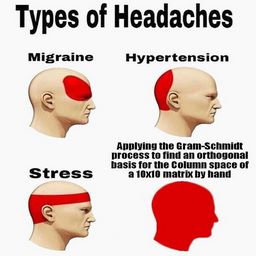 Types of Headaches
Migraine
Hypertension
Stress
Applying the Gram-Schmidt
process to find an orthogonal
basis for the Column space of
a 10x10 matrix by hand